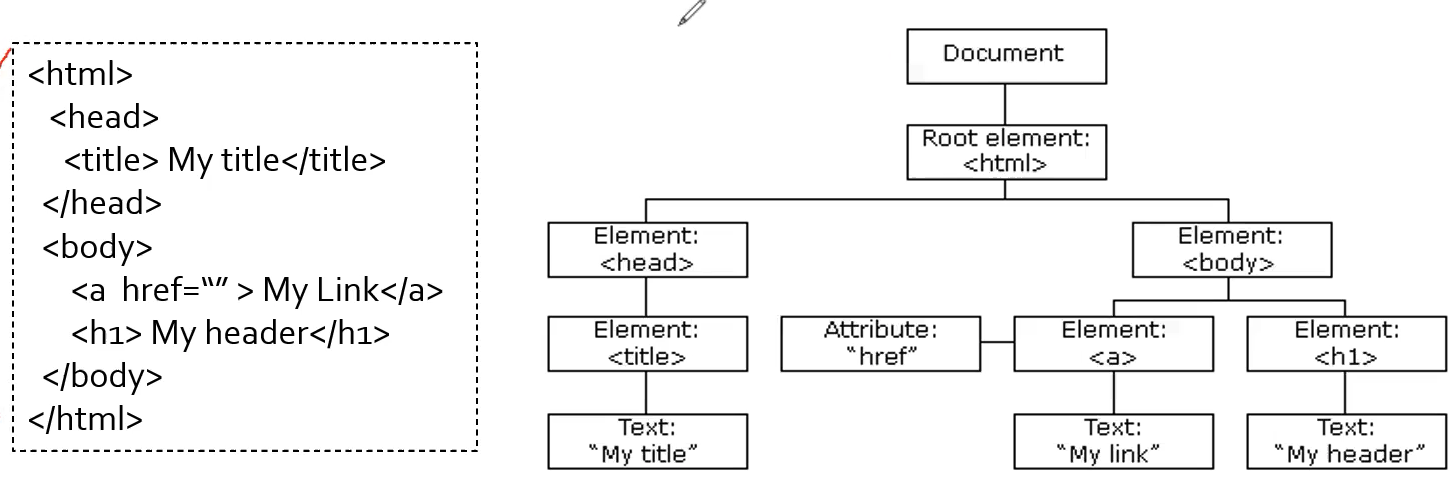 <html>
<head>
<title> My title</title>
</head>
<body>
<a  href=“” > My Link</a>
<h1> My header</h1>
</body>
</html>
Document
Root element:
<html>
Element:
<head>
Element:
<body>
Element:
<title>
Attribute:
“href”
Element:
<a>
Element:
<h1>
Text:
“My title”
Text:
“My link”
Text:
“My header”